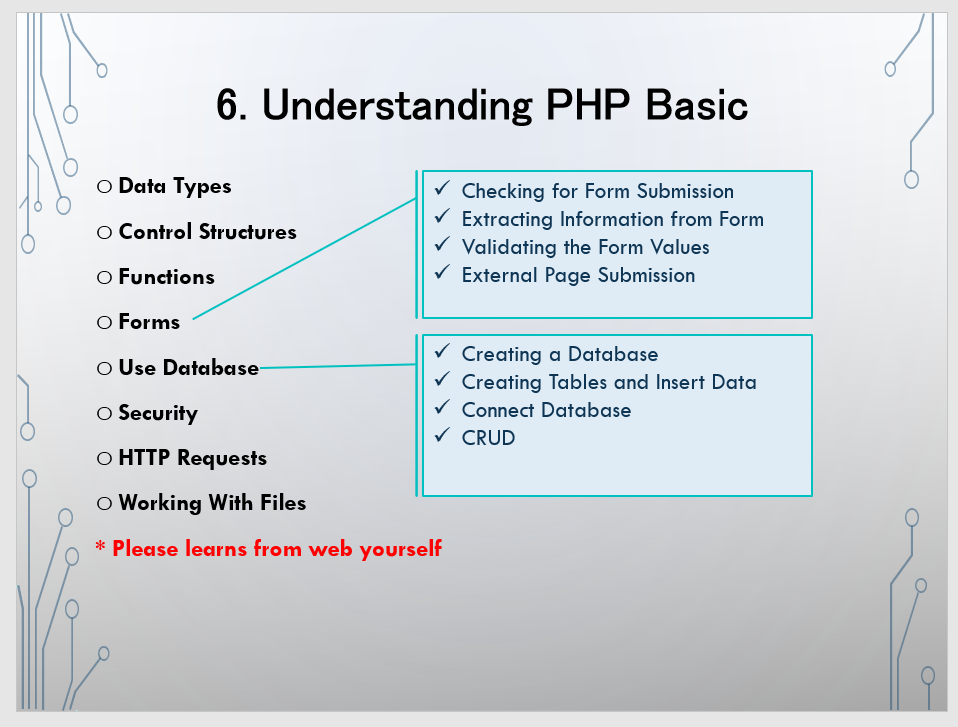 6. Understanding PHP Basic
o Data Types
o Control Structures
o Functions
o Forms
o Use Database
o Security
o HTTP Requests
o Working With Files
* Please learns from web yourself
✓ Checking for Form Submission
✓ Extracting Information from Form
✓ Validating the Form Values
✓ External Page Submission
✓ Creating a Database
✓ Creating Tables and Insert Data
✓ Connect Database
✓ CRUD